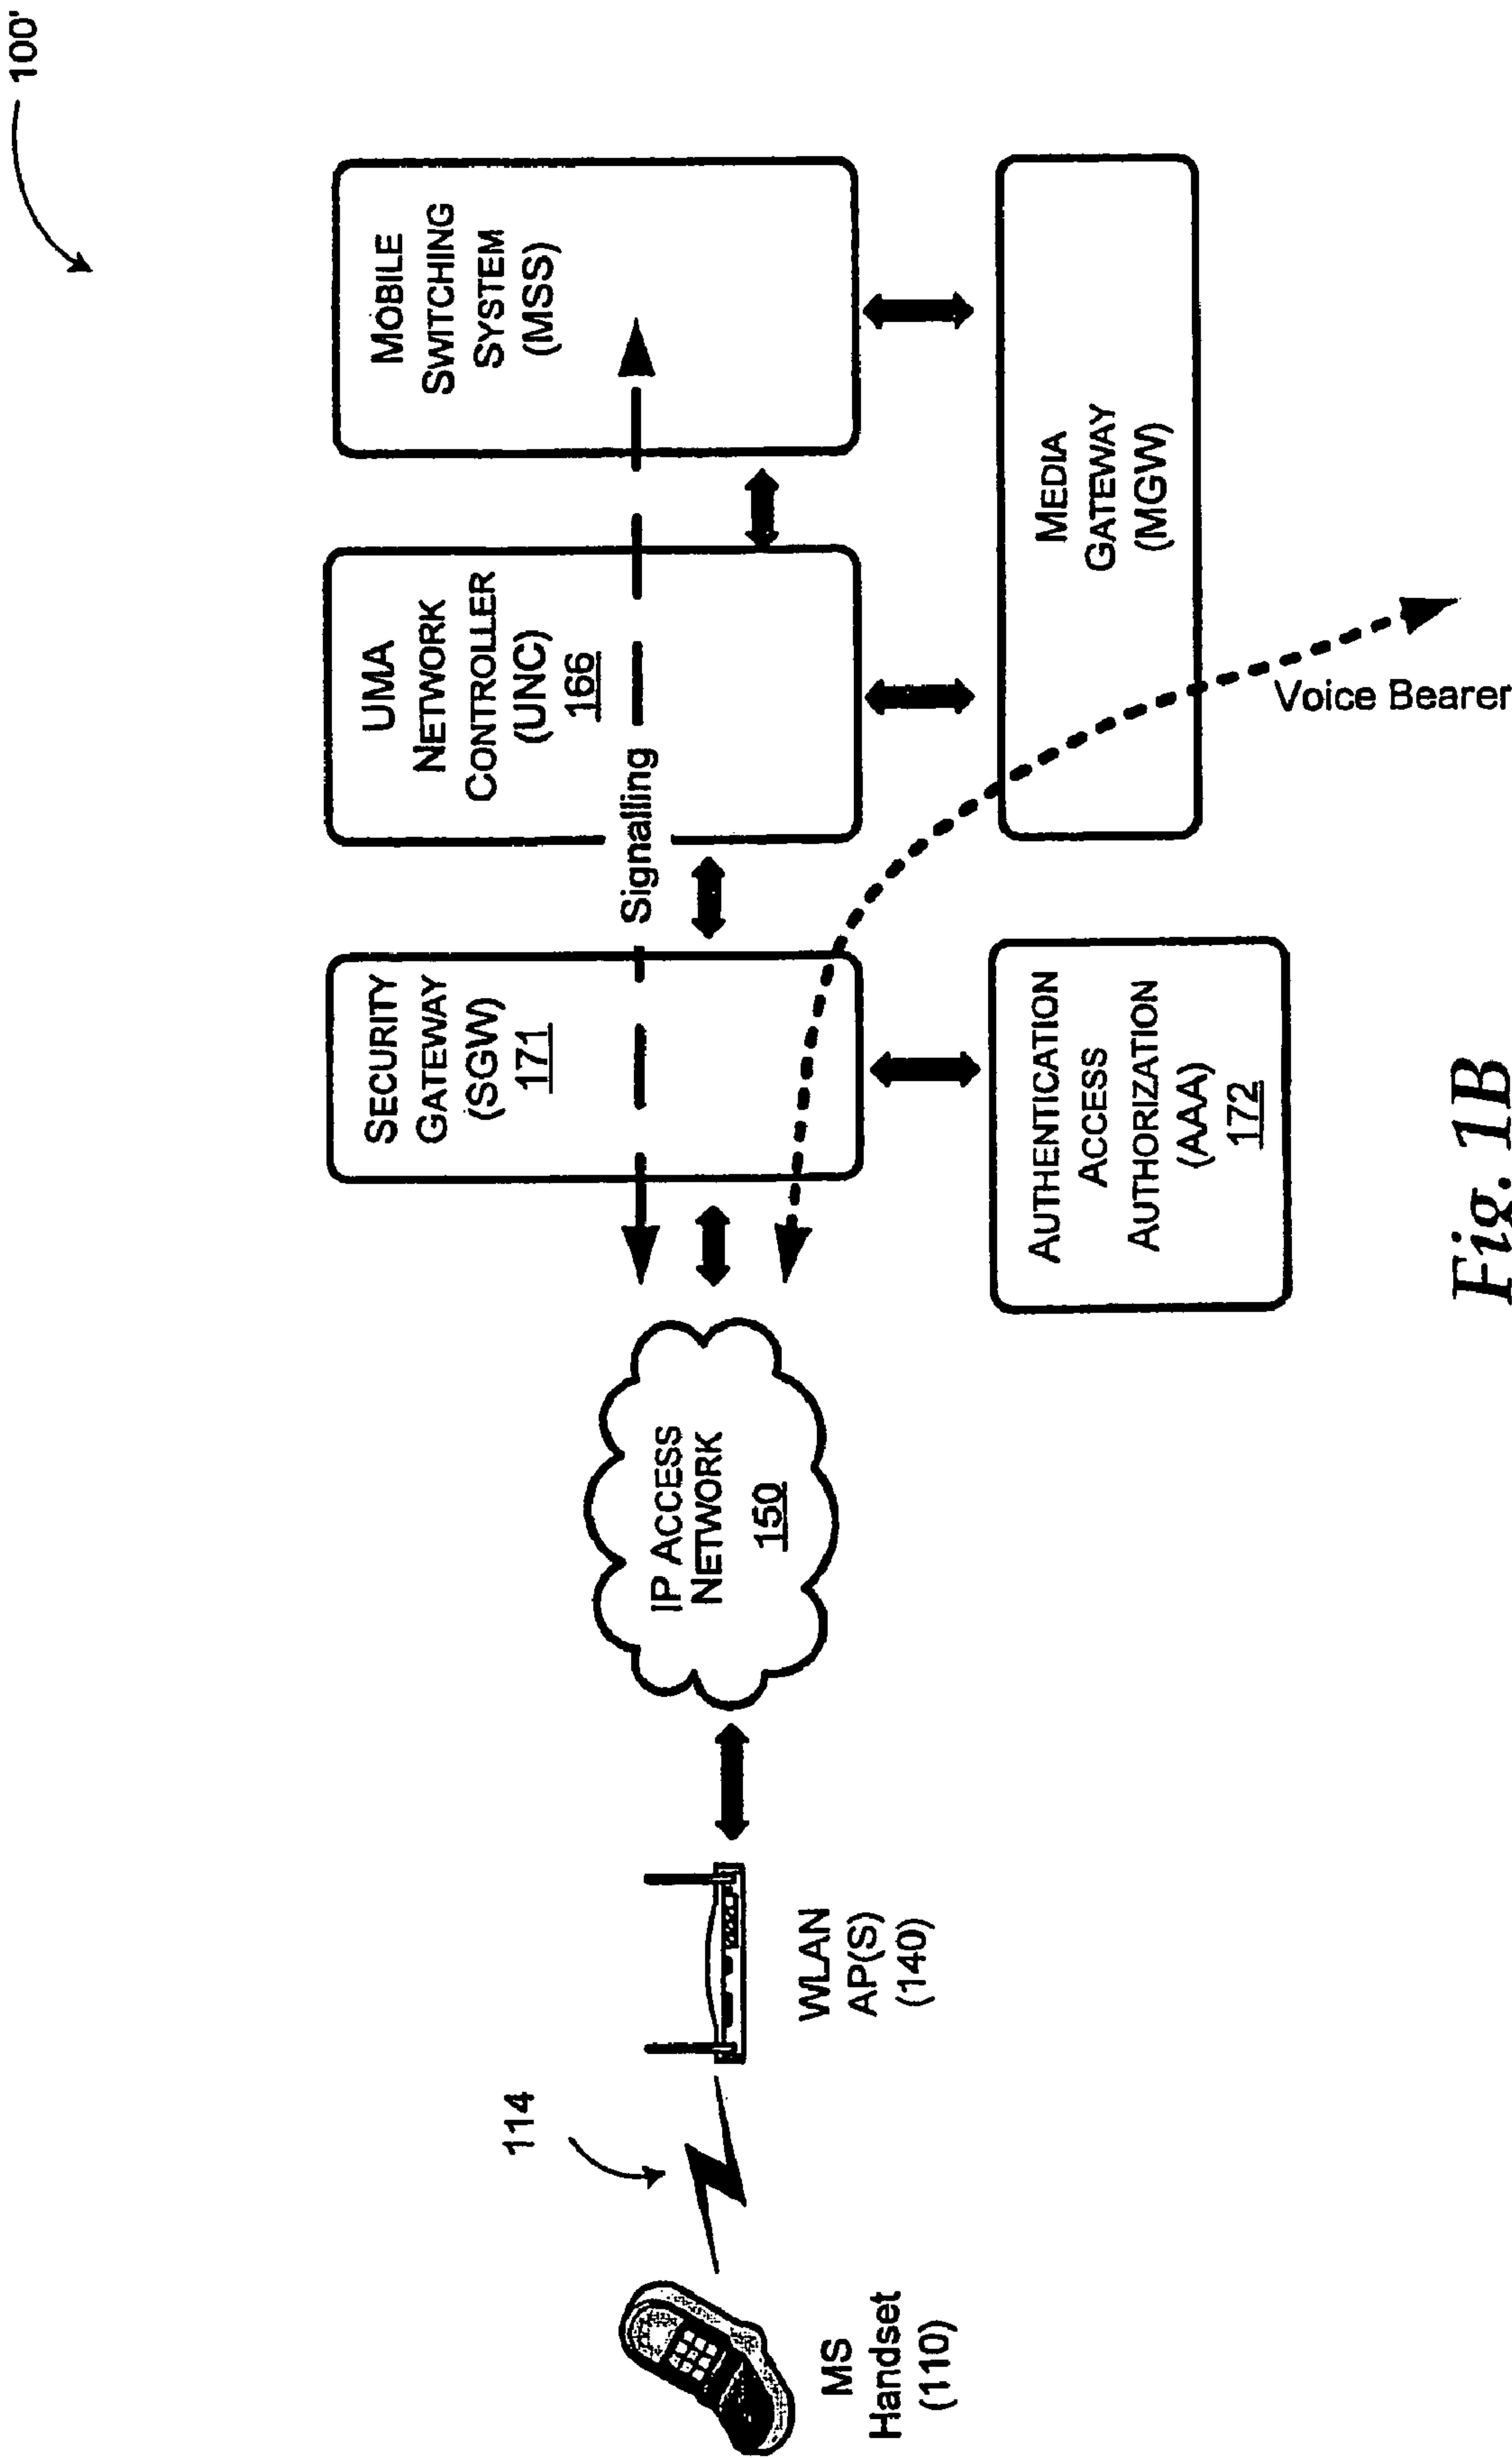 100'
MOBILE
SWITCHING
SYSTEM
(MSS)
UMA
NETWORK
CONTROLLER
(UNC)
166
SECURITY
GATEWAY
(SGW)
171
Signalling
IP ACCESS
NETWORK
150
114
MS
Handset
(110)
WLAN
AP(S)
(140)
AUTHENTICATION
ACCESS
AUTHORIZATION
(AAA)
172
MEDIA
GATEWAY
(MGW)
Voice Bearer
Fig. 1B